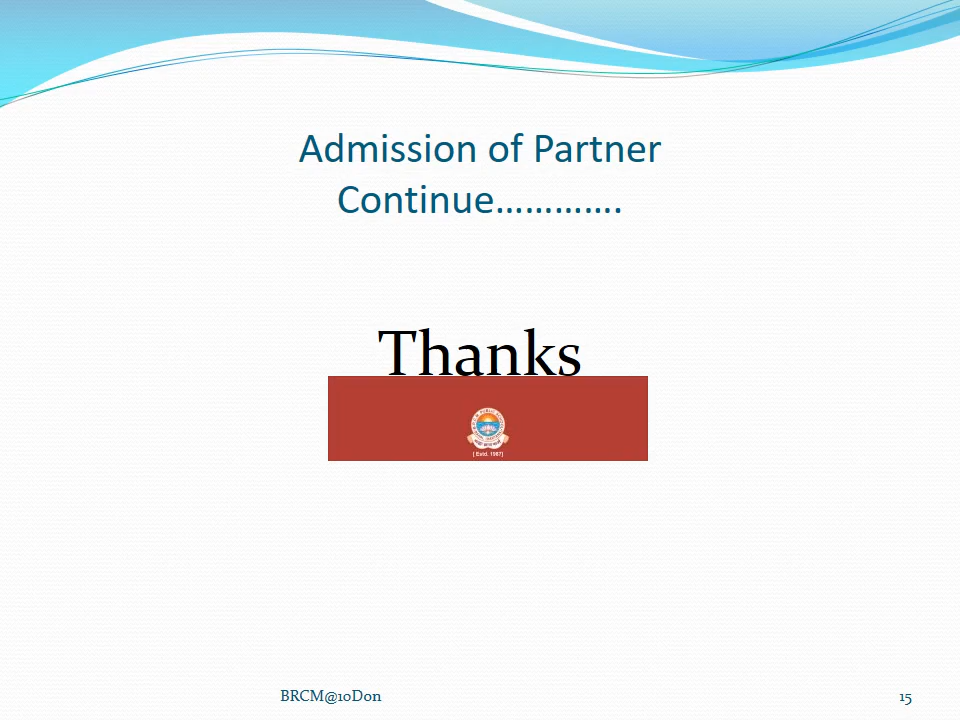 Admission of Partner
Continue.............
Thanks
[ Estd. 1987]
BRCM@10Don
15